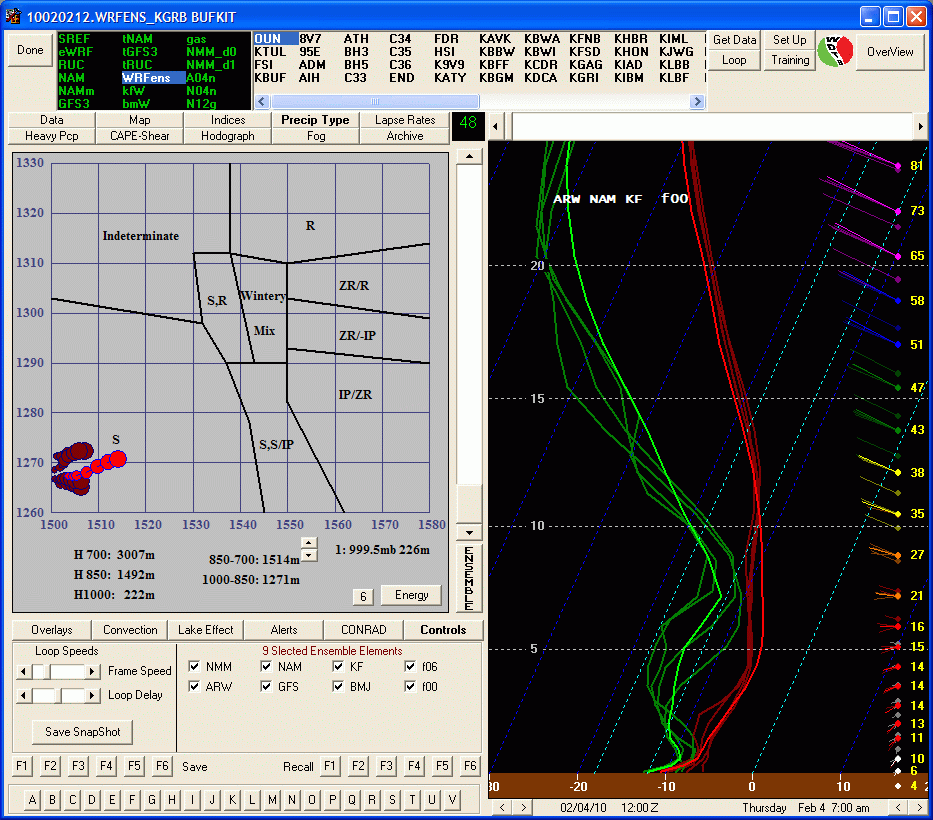 10020212.WRFENS_KGRB BUFKIT
Done
SREF tNAM gas
eWRF tGFS3 NMM_d0
RUC tRUC NMM_d1
NAM WRFens A04n
NAMm kfW N04n
GFS3 bmW N12g
OUN 8V7 ATH C34 FDR KAVK KBWA KFNB KHBR KIML
KTUL 95E BH3 C35 HSI KBBW KBWI KFSD KHON KJWG
FSI ADM BH5 C36 K9V9 KBFF KCDR KGAG KIAD KLBB
KBUF AIH C33 END KATY KBGM KDCA KGRI KIBM KLBF
Get Data Set Up
Loop Training
OverView
Data Map Indices Precip Type Lapse Rates
Heavy Pcp CAPE-Shear Hodograph Fog Archive
48
1330
1320
1310
1300
1290
1280
1270
1260
1500 1510 1520 1530 1540 1550 1560 1570 1580
Indeterminate
R
S,R
Wintery
Mix
ZR/R
ZR/-IP
IP/ZR
S,S/IP
S
H 700: 3007m
H 850: 1492m
H1000: 222m
850-700: 1514m
1000-850: 1271m
1: 999.5mb 226m
6
Energy
ENSEMBLE
ARW NAM KF f00
20
15
10
5
81
73
65
58
51
47
43
38
35
27
21
16
15
14
14
14
13
11
10
6
4
30 -20 -10 0 10 2
02/04/10 12:00Z Thursday Feb 4 7:00 am
Overlays Convection Lake Effect Alerts CONRAD Controls
Loop Speeds
Frame Speed
Loop Delay
Save SnapShot
9 Slected Ensemble Elements
NMM NAM KF f06
ARW GFS BMJ f00
F1 F2 F3 F4 F5 F6 Save Recall F1 F2 F3 F4 F5 F6
A B C D E F G H I J K L M N O P Q R S T U V